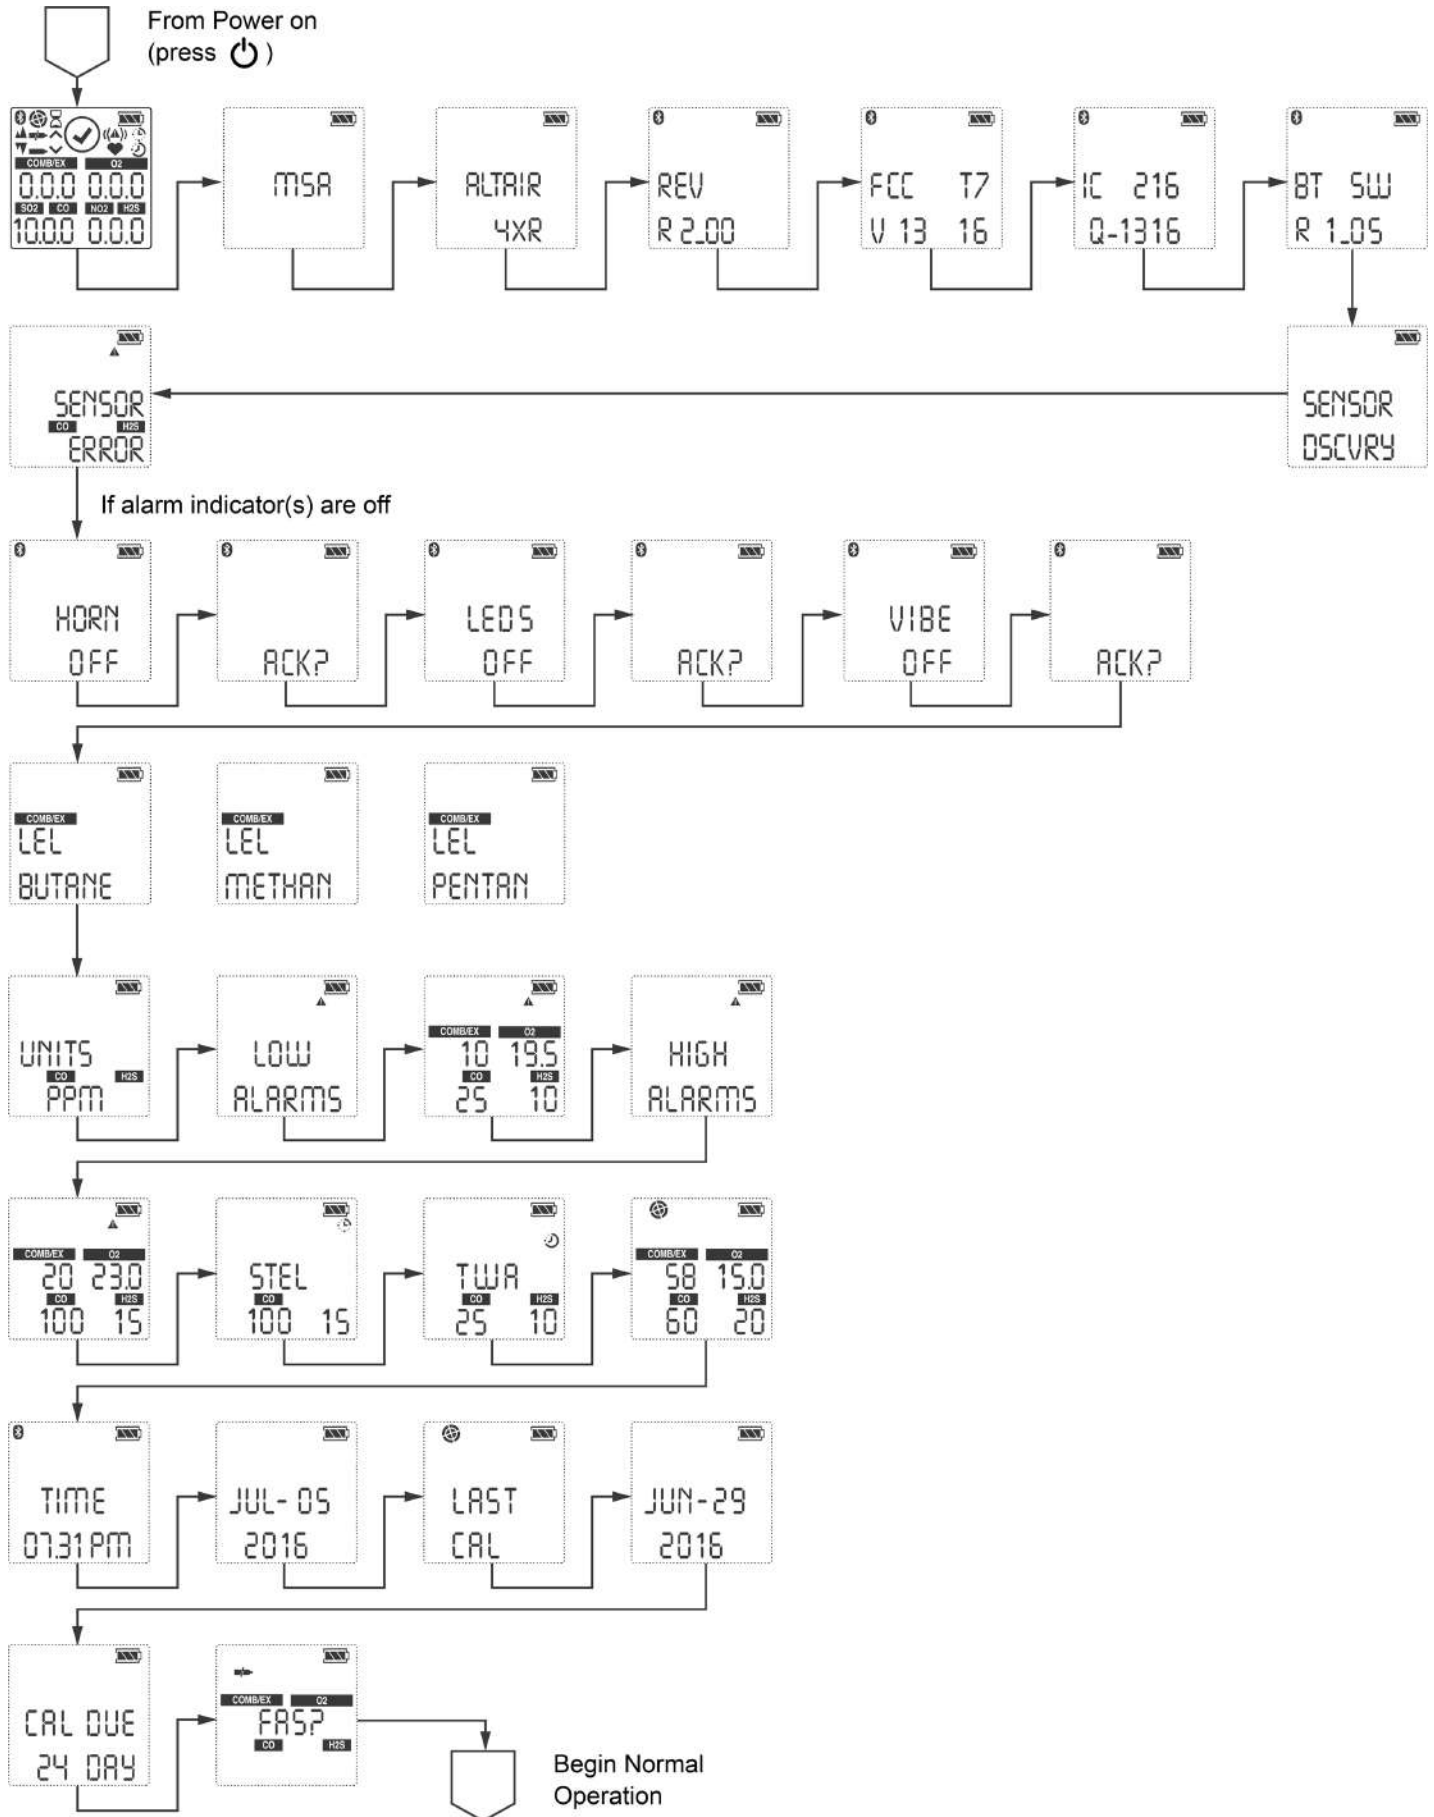 From Power on
(press ⏻ )
COMB/EX O2
0.0.0 0.0.0
SO2 CO NO2 H2S
10.0.0 0.0.0
MSA
ALTAIR
4XR
REV
R 2_00
FCC T7
V 13 16
IC 216
Q-1316
BT SW
R 1_05
SENSOR
CO H2S
ERROR
SENSOR
DSCVRY
If alarm indicator(s) are off
HORN
OFF
ACK?
LEDS
OFF
ACK?
VIBE
OFF
ACK?
COMB/EX
LEL
BUTANE
COMB/EX
LEL
METHAN
COMB/EX
LEL
PENTAN
UNITS
CO H2S
PPM
LOW
ALARMS
COMB/EX O2
10 19.5
CO H2S
25 10
HIGH
ALARMS
COMB/EX O2
20 23.0
CO H2S
100 15
STEL
CO
100 15
TWA
CO H2S
25 10
COMB/EX O2
58 15.0
CO H2S
60 20
TIME
07.31 PM
JUL-05
2016
LAST
CAL
JUN-29
2016
CAL DUE
24 DAY
COMB/EX O2
FAS?
CO H2S
Begin Normal
Operation